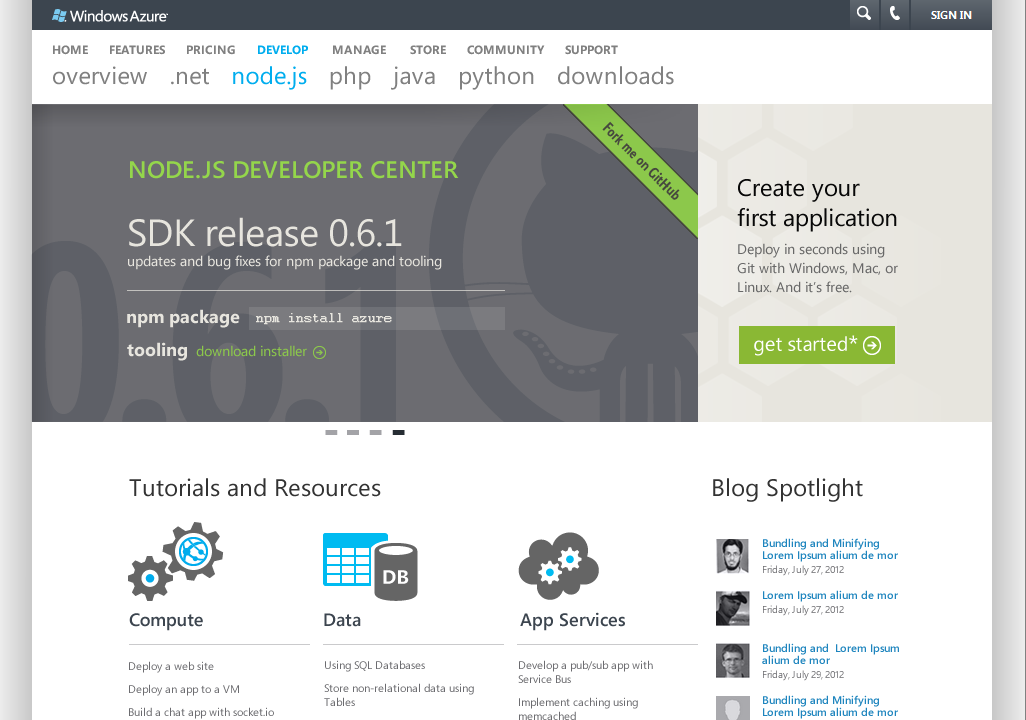 Windows Azure
SIGN IN
HOME FEATURES PRICING DEVELOP MANAGE STORE COMMUNITY SUPPORT
overview .net node.js php java python downloads
NODE.JS DEVELOPER CENTER
SDK release 0.6.1
updates and bug fixes for npm package and tooling
npm package npm install azure
tooling download installer
0.6.1
Fork me on GitHub
Create your
first application
Deploy in seconds using
Git with Windows, Mac, or
Linux. And it's free.
get started*
Tutorials and Resources
DB
Compute
Deploy a web site
Deploy an app to a VM
Build a chat app with socket.io
Data
Using SQL Databases
Store non-relational data using
Tables
App Services
Develop a pub/sub app with
Service Bus
Implement caching using
memcached
Blog Spotlight
Bundling and Minifying
Lorem Ipsum alium de mor
Friday, July 27, 2012
Lorem Ipsum alium de mor
Friday, July 27, 2012
Bundling and Lorem Ipsum
alium de mor
Friday, July 29, 2012
Bundling and Minifying
Lorem Ipsum alium de mor